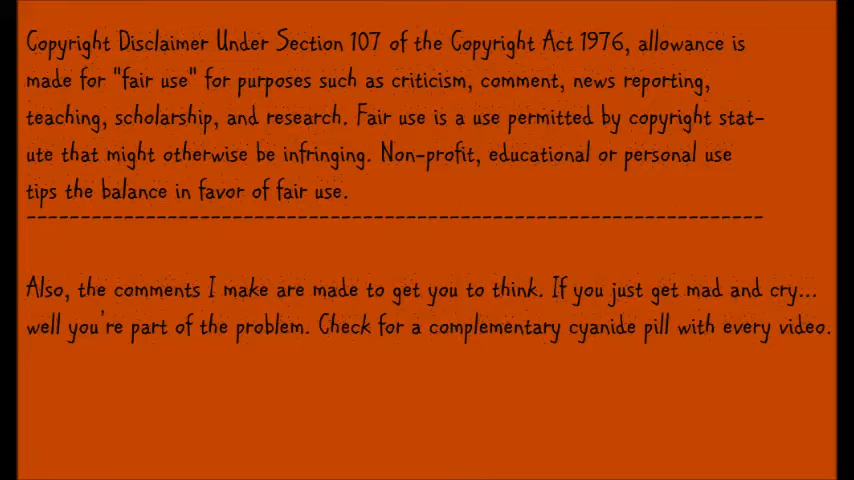 Copyright Disclaimer Under Section 107 of the Copyright Act 1976, allowance is
made for "fair use" for purposes such as criticism, comment, news reporting,
teaching, scholarship, and research. Fair use is a use permitted by copyright stat-
ute that might otherwise be infringing. Non-profit, educational or personal use
tips the balance in favor of fair use.
--------------------------------------------------------------------
Also, the comments I make are made to get you to think. If you just get mad and cry...
well you're part of the problem. Check for a complementary cyanide pill with every video.